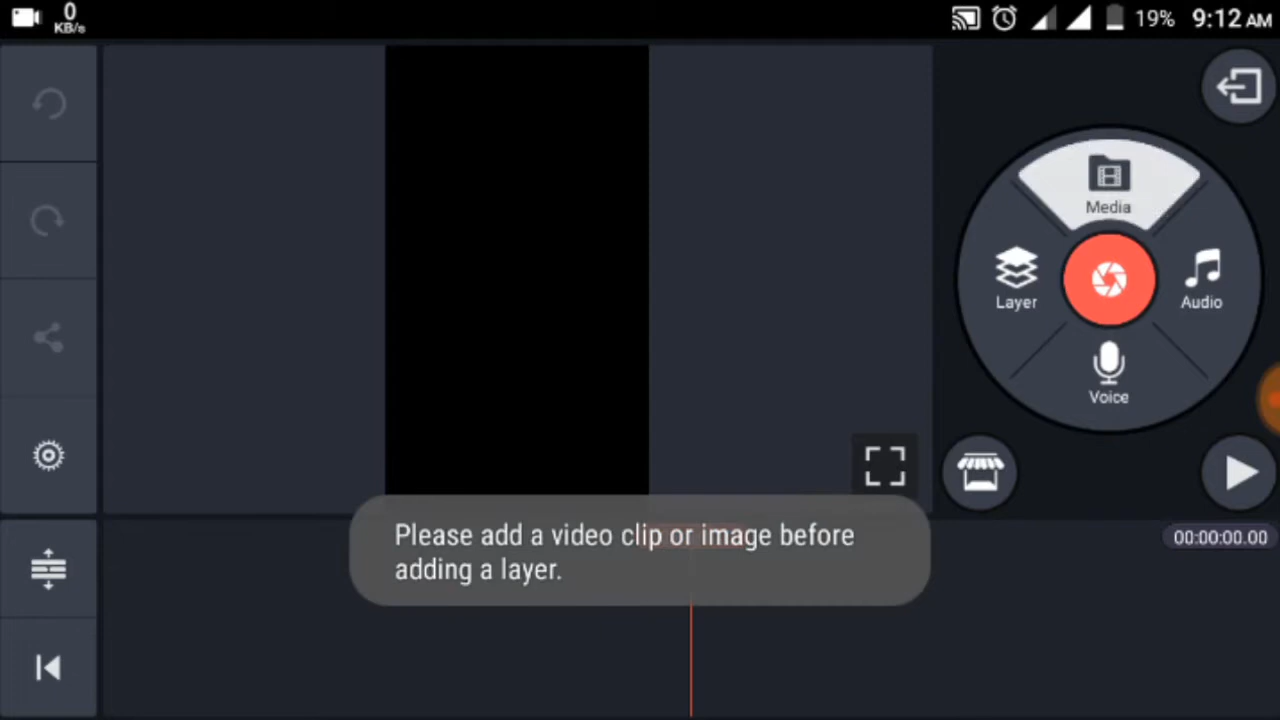 0
KB/s
19%
9:12 AM
Media
Layer
Audio
Voice
Please add a video clip or image before
adding a layer.
00:00:00.00